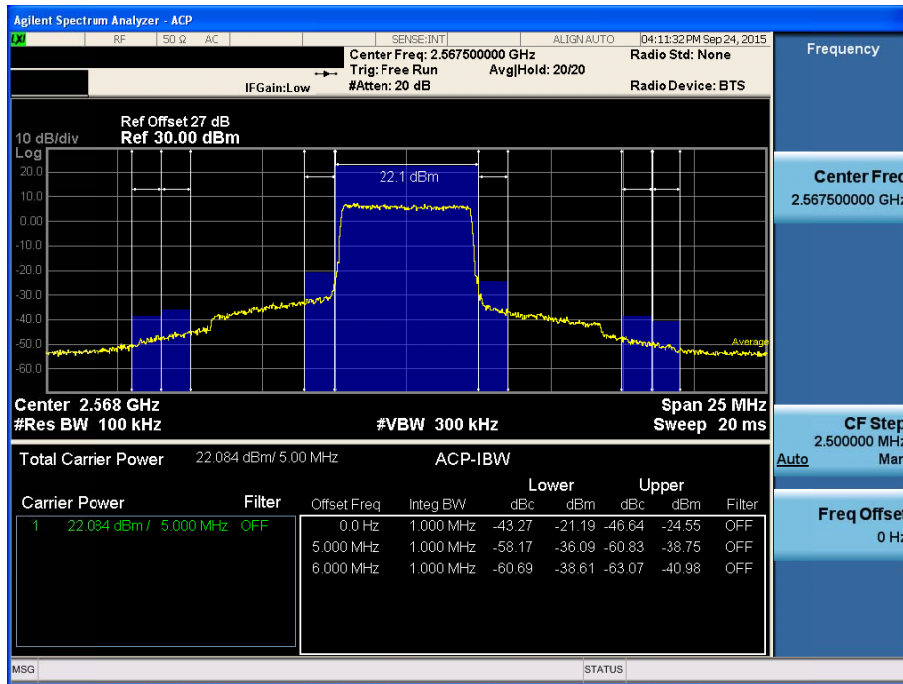 Agilent Spectrum Analyzer - ACP
LXI RF 50 Ω AC SENSE:INT ALIGN AUTO 04:11:32 PM Sep 24, 2015
Center Freq: 2.567500000 GHz Radio Std: None
Trig: Free Run Avg|Hold: 20/20
IFGain:Low #Atten: 20 dB Radio Device: BTS
Ref Offset 27 dB
10 dB/div Ref 30.00 dBm
Log
20.0
10.0
0.00
-10.0
-20.0
-30.0
-40.0
-50.0
-60.0
22.1 dBm
Average
Center 2.568 GHz Span 25 MHz
#Res BW 100 kHz #VBW 300 kHz Sweep 20 ms
Total Carrier Power 22.084 dBm/ 5.00 MHz ACP-IBW
Lower Upper
Carrier Power Filter Offset Freq Integ BW dBc dBm dBc dBm Filter
1 22.084 dBm / 5.000 MHz OFF 0.0 Hz 1.000 MHz -43.27 -21.19 -46.64 -24.55 OFF
5.000 MHz 1.000 MHz -58.17 -36.09 -60.83 -38.75 OFF
6.000 MHz 1.000 MHz -60.69 -38.61 -63.07 -40.98 OFF
MSG STATUS
Frequency
Center Freq
2.567500000 GHz
CF Step
2.500000 MHz
Auto Man
Freq Offset
0 Hz